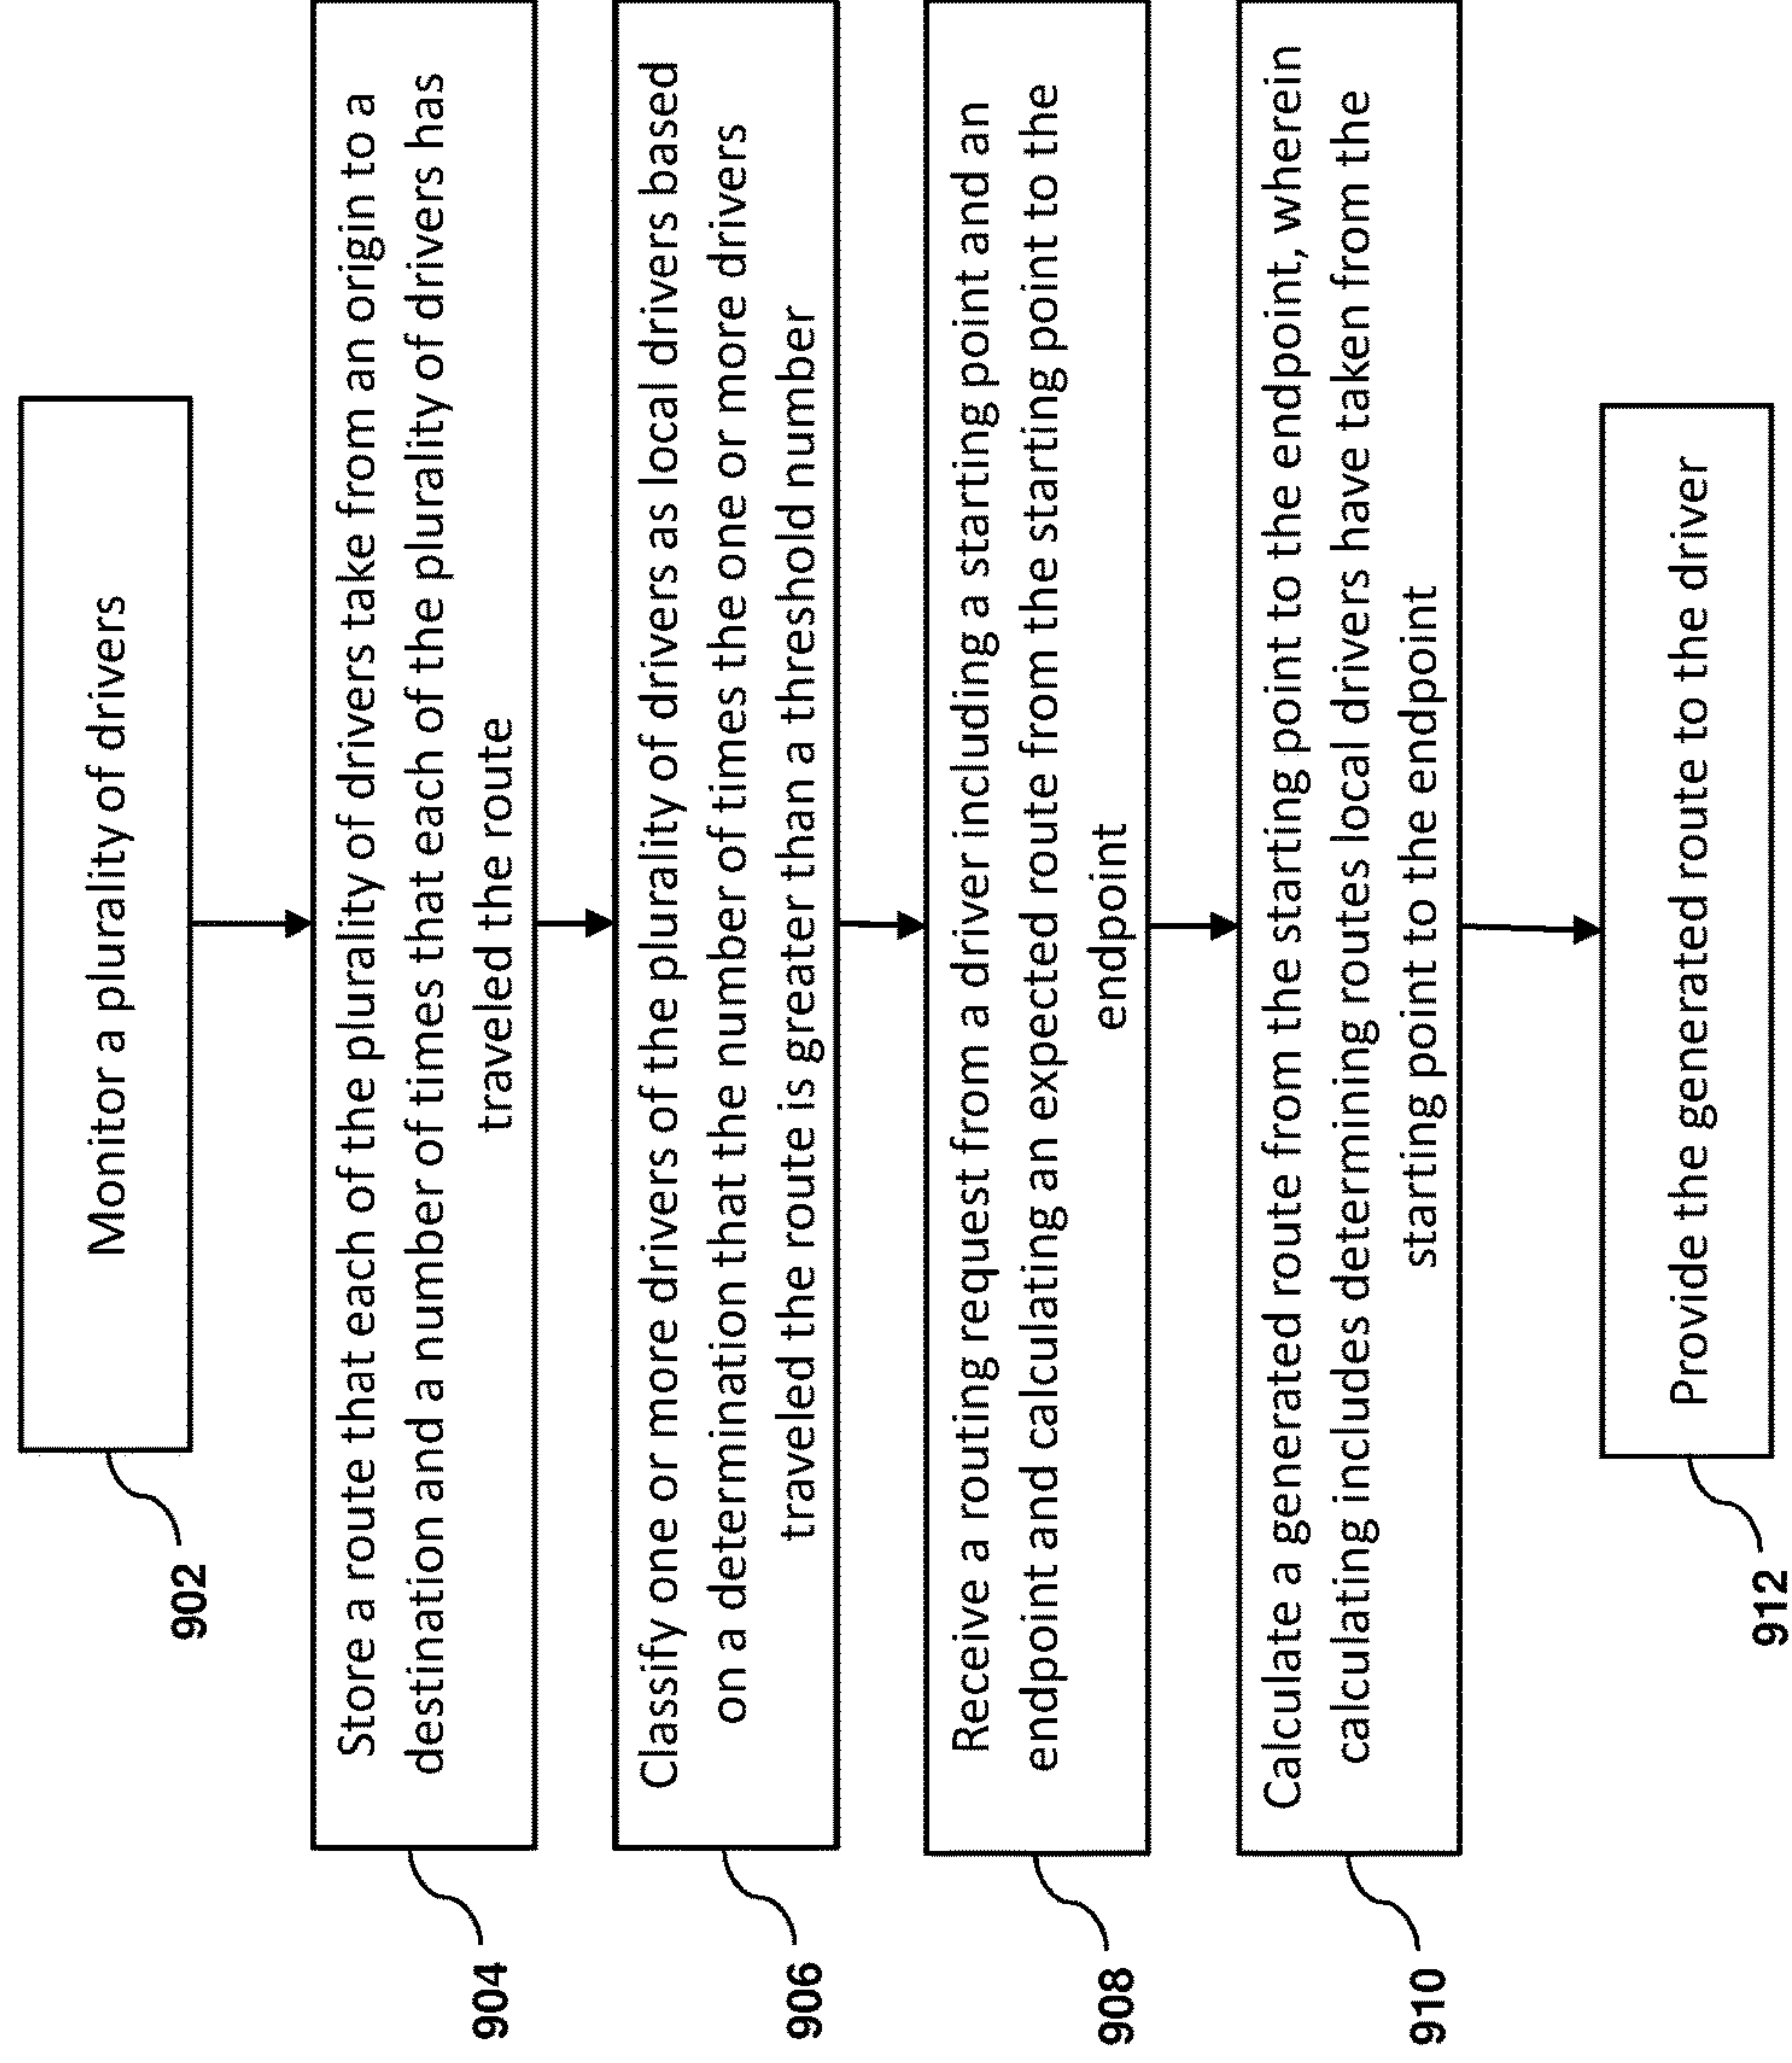 Monitor a plurality of drivers
902
Store a route that each of the plurality of drivers take from an origin to a
destination and a number of times that each of the plurality of drivers has
traveled the route
904
Classify one or more drivers of the plurality of drivers as local drivers based
on a determination that the number of times the one or more drivers
traveled the route is greater than a threshold number
906
Receive a routing request from a driver including a starting point and an
endpoint and calculating an expected route from the starting point to the
endpoint
908
Calculate a generated route from the starting point to the endpoint, wherein
calculating includes determining routes local drivers have taken from the
starting point to the endpoint
910
Provide the generated route to the driver
912